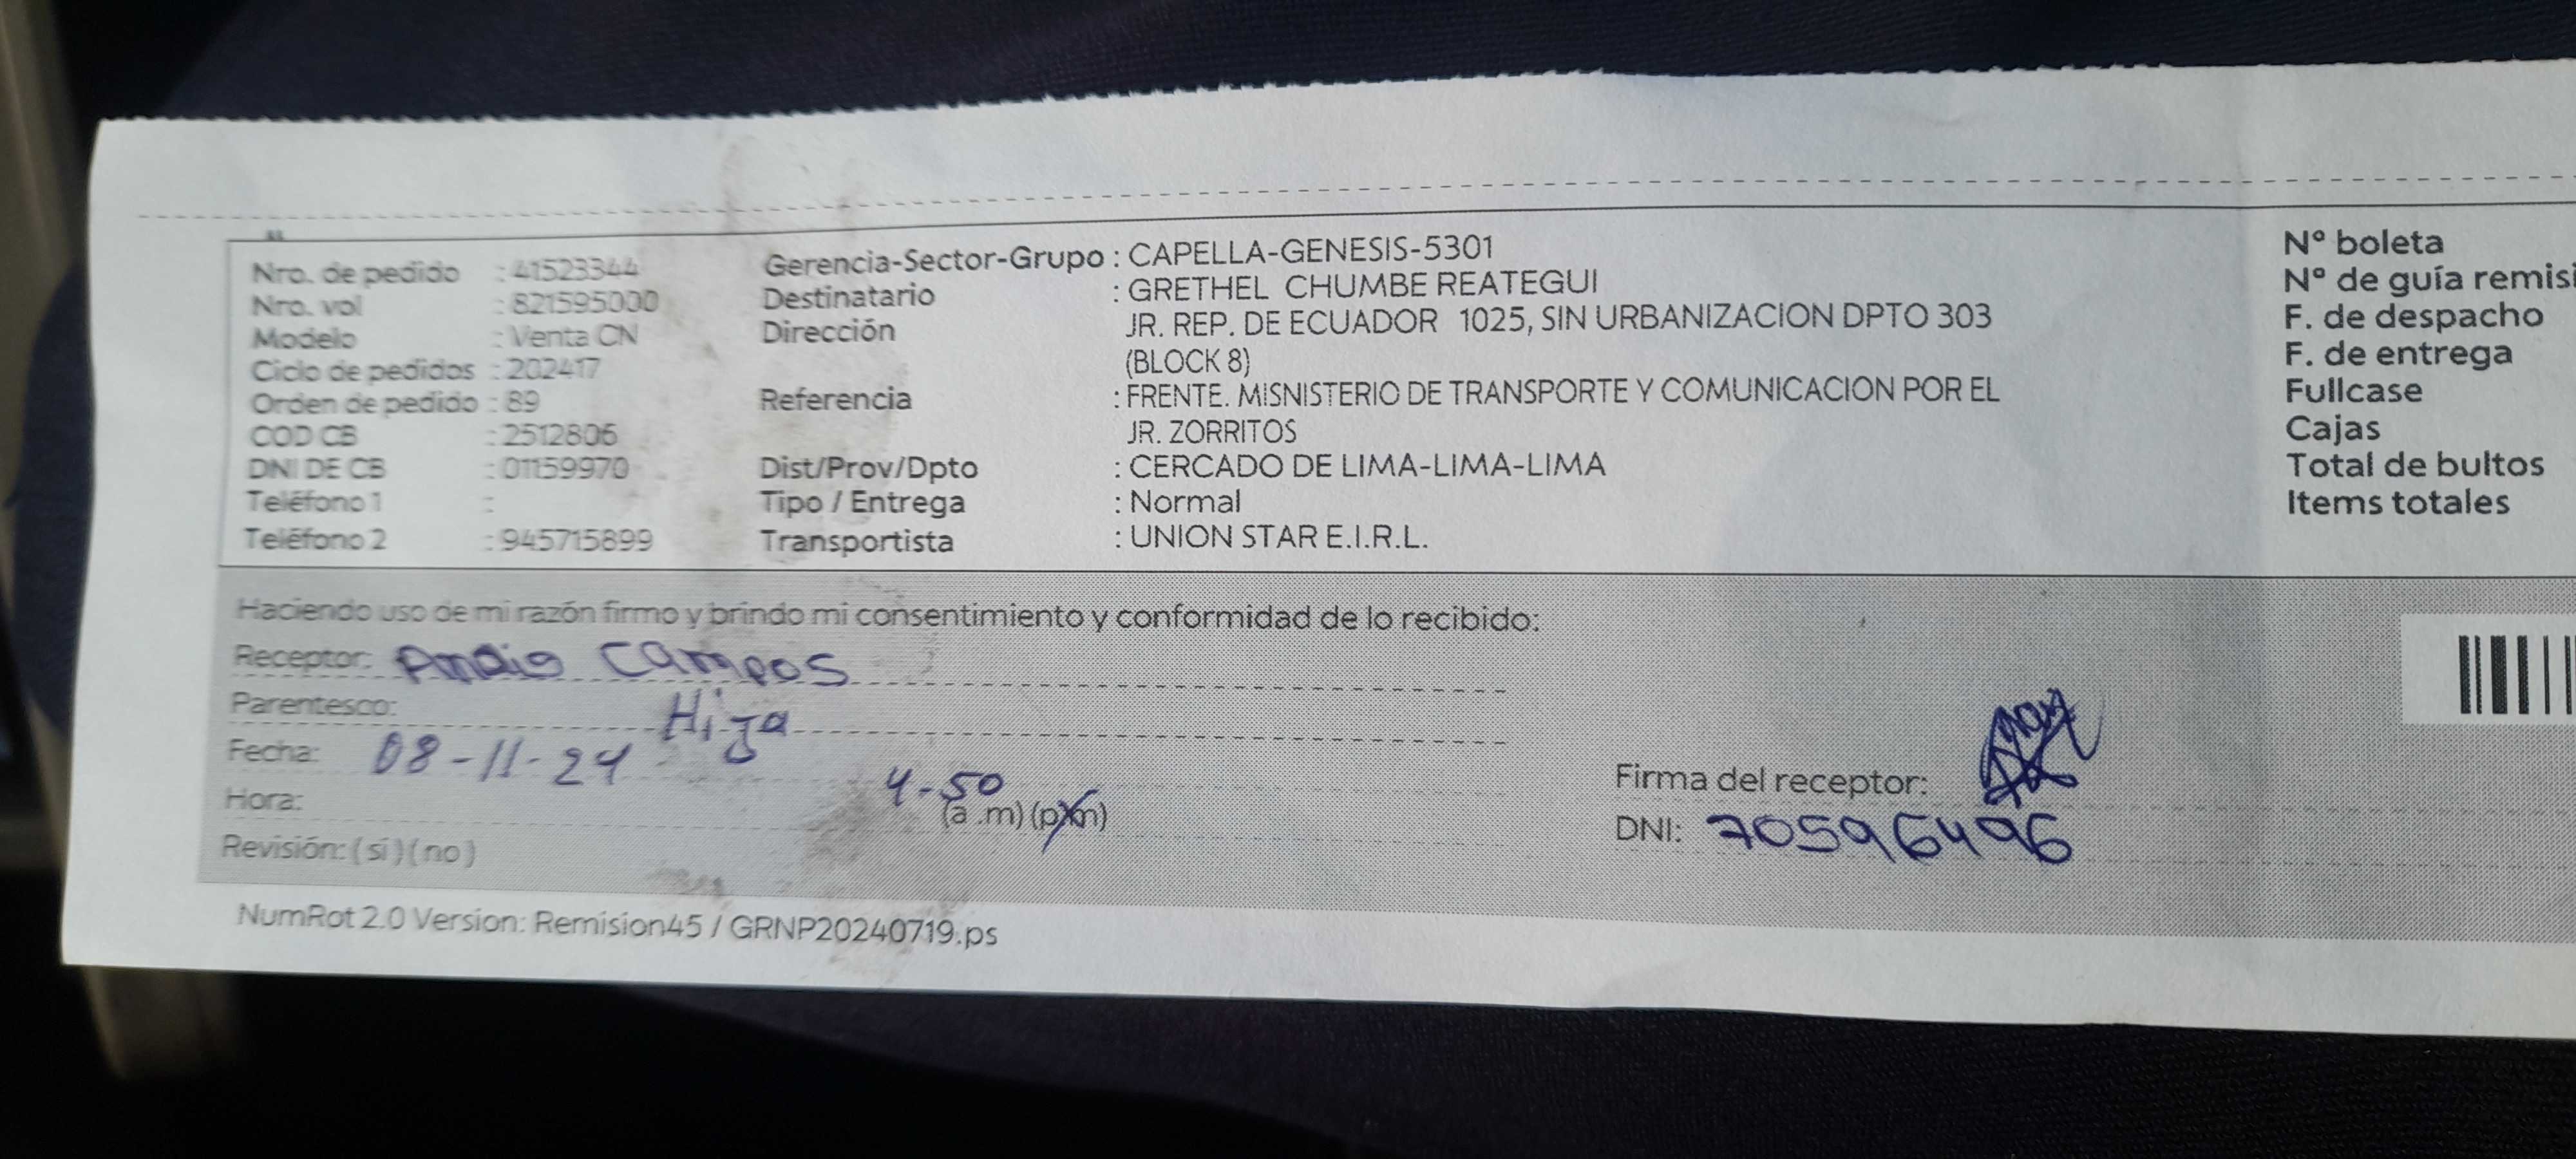 Nro. de pedido : 41523344
Nro. vol : 821595000
Modelo : Venta CN
Ciclo de pedidos : 202417
Orden de pedido : 89
COD CB : 2512806
DNI DE CB : 01159970
Teléfono 1 :
Teléfono 2 : 945715899
Gerencia-Sector-Grupo : CAPELLA-GENESIS-5301
Destinatario : GRETHEL CHUMBE REATEGUI
Dirección JR. REP. DE ECUADOR 1025, SIN URBANIZACION DPTO 303
(BLOCK 8)
Referencia : FRENTE. MISNISTERIO DE TRANSPORTE Y COMUNICACION POR EL
JR. ZORRITOS
Dist/Prov/Dpto : CERCADO DE LIMA-LIMA-LIMA
Tipo / Entrega : Normal
Transportista : UNION STAR E.I.R.L.
N° boleta
N° de guía remisi
F. de despacho
F. de entrega
Fullcase
Cajas
Total de bultos
Items totales
Haciendo uso de mi razón firmo y brindo mi consentimiento y conformidad de lo recibido:
Receptor: Campos
Parentesco: Hija
Fecha: 08-11-24
Hora: 4-50 (a .m) (p.m)
Revisión: (si) (no)
Firma del receptor:
DNI: 70596496
NumRot 2.0 Version: Remision45 / GRNP20240719.ps